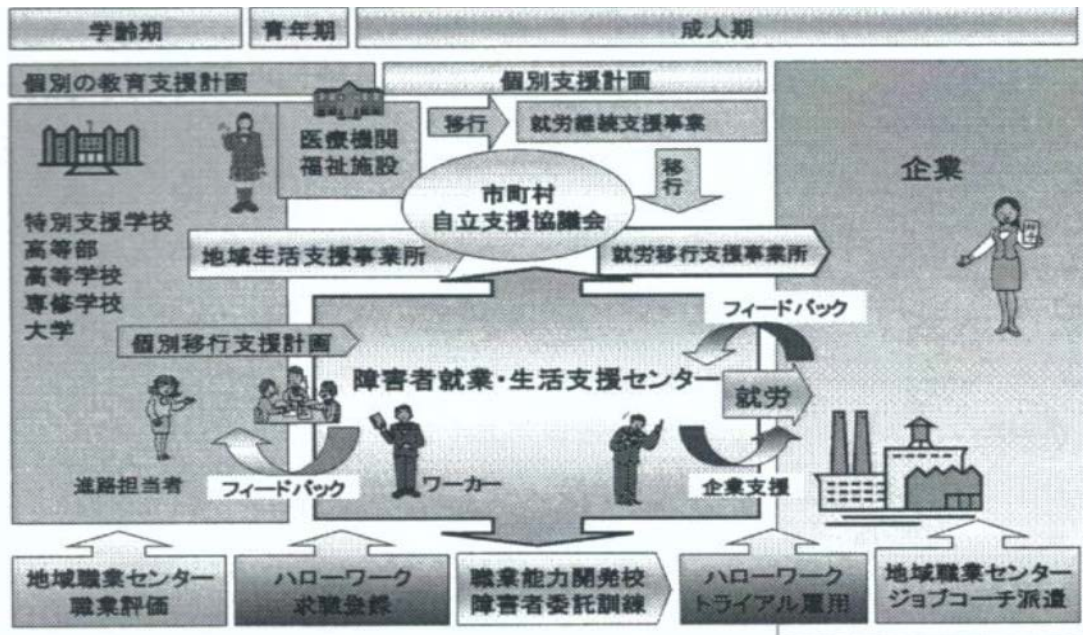 学齢期
青年期
成人期
個別の教育支援計画
個別支援計画
医療機関
福祉施設
移行
就労継続支援事業
移行
企業
市町村
自立支援協議会
特別支援学校
高等部
高等学校
専修学校
大学
地域生活支援事業所
就労移行支援事業所
フィードバック
個別移行支援計画
障害者就業・生活支援センター
就労
進路担当者
フィードバック
ワーカー
企業支援
地域職業センター
職業評価
ハローワーク
求職登録
職業能力開発校
障害者委託訓練
ハローワーク
トライアル雇用
地域職業センター
ジョブコーチ派遣